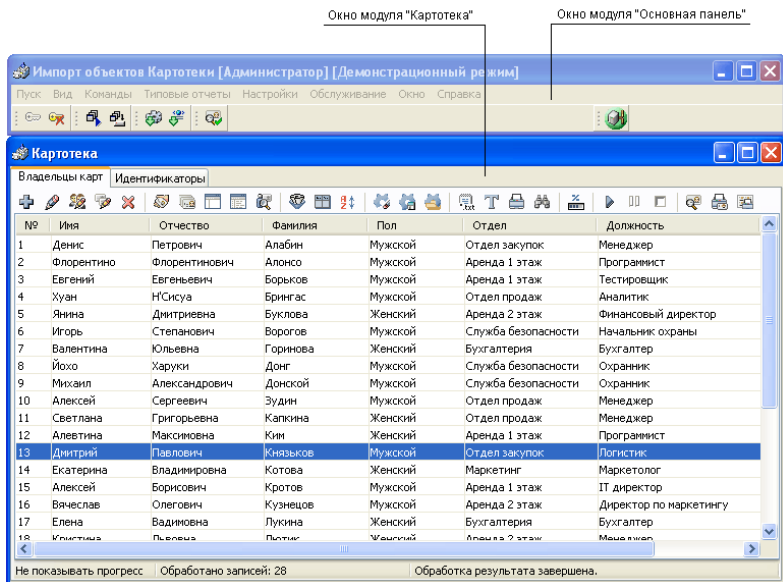 Окно модуля "Картотека"
Окно модуля "Основная панель"
Импорт объектов Картотеки [Администратор] [Демонстрационный режим]
Пуск Вид Команды Типовые отчеты Настройки Обслуживание Окно Справка
Картотека
Владельцы карт Идентификаторы
№ Имя Отчество Фамилия Пол Отдел Должность
1 Денис Петрович Алабин Мужской Отдел закупок Менеджер
2 Флорентино Флорентинович Алонсо Мужской Аренда 1 этаж Программист
3 Евгений Евгеньевич Борьков Мужской Аренда 1 этаж Тестировщик
4 Хуан Н'Сисуа Брингас Мужской Отдел продаж Аналитик
5 Янина Дмитриевна Буклова Женский Аренда 2 этаж Финансовый директор
6 Игорь Степанович Ворогов Мужской Служба безопасности Начальник охраны
7 Валентина Юльевна Горинова Женский Бухгалтерия Бухгалтер
8 Йохо Харуки Донг Мужской Служба безопасности Охранник
9 Михаил Александрович Донской Мужской Служба безопасности Охранник
10 Алексей Сергеевич Зудин Мужской Отдел продаж Менеджер
11 Светлана Григорьевна Капкина Женский Отдел продаж Менеджер
12 Алевтина Максимовна Ким Женский Аренда 1 этаж Программист
13 Дмитрий Павлович Князьков Мужской Отдел закупок Логистик
14 Екатерина Владимировна Котова Женский Маркетинг Маркетолог
15 Алексей Борисович Кротов Мужской Аренда 1 этаж IT директор
16 Вячеслав Олегович Кузнецов Мужской Аренда 2 этаж Директор по маркетингу
17 Елена Вадимовна Лукина Женский Бухгалтерия Бухгалтер
18 Кристина Львовна Лютик Женский Аренда 2 этаж Менеджер
Не показывать прогресс Обработано записей: 28 Обработка результата завершена.